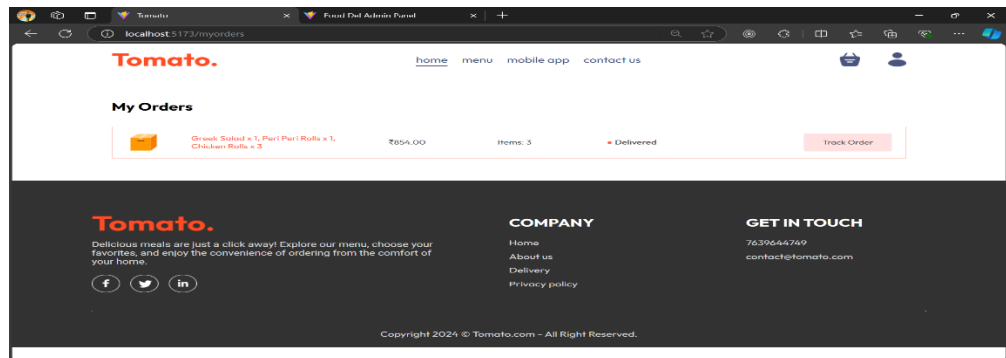 Tomato
Food Del Admin Panel
localhost:5173/myorders
Tomato.
home menu mobile app contact us
My Orders
Greek Salad x 1, Peri Peri Rolls x 1,
Chicken Rolls x 3
₹854.00
Items: 3
Delivered
Track Order
Tomato.
Delicious meals are just a click away! Explore our menu, choose your
favorites, and enjoy the convenience of ordering from the comfort of
your home.
COMPANY
Home
About us
Delivery
Privacy policy
GET IN TOUCH
7639644749
contact@tomato.com
Copyright 2024 © Tomato.com - All Right Reserved.